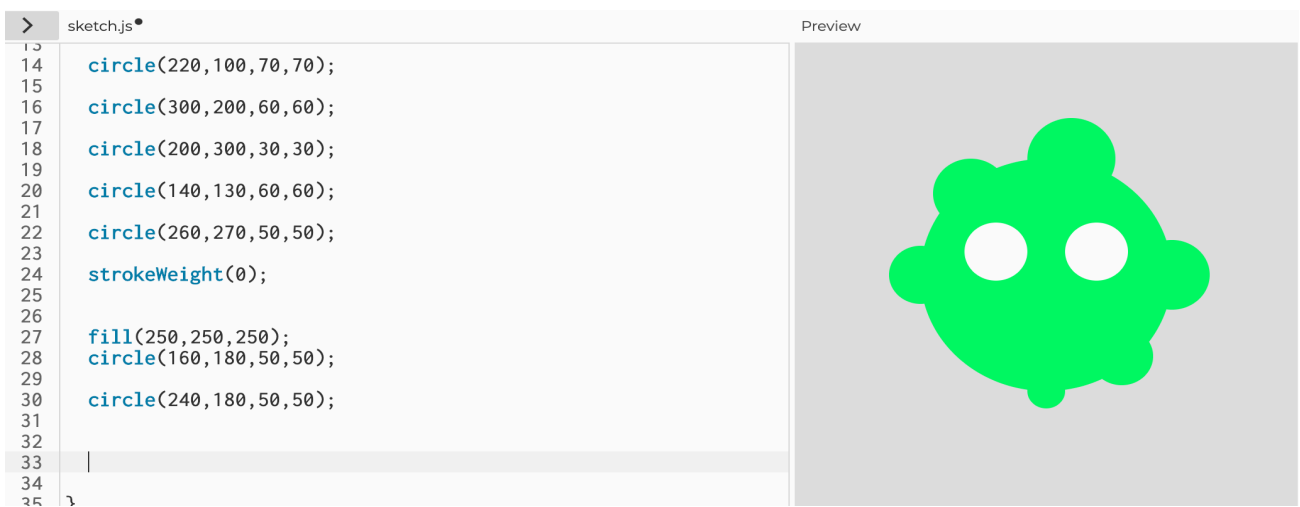 sketch.js
Preview
13
14 circle(220,100,70,70);
15
16 circle(300,200,60,60);
17
18 circle(200,300,30,30);
19
20 circle(140,130,60,60);
21
22 circle(260,270,50,50);
23
24 strokeWeight(0);
25
26
27 fill(250,250,250);
28 circle(160,180,50,50);
29
30 circle(240,180,50,50);
31
32
33
34
35 }